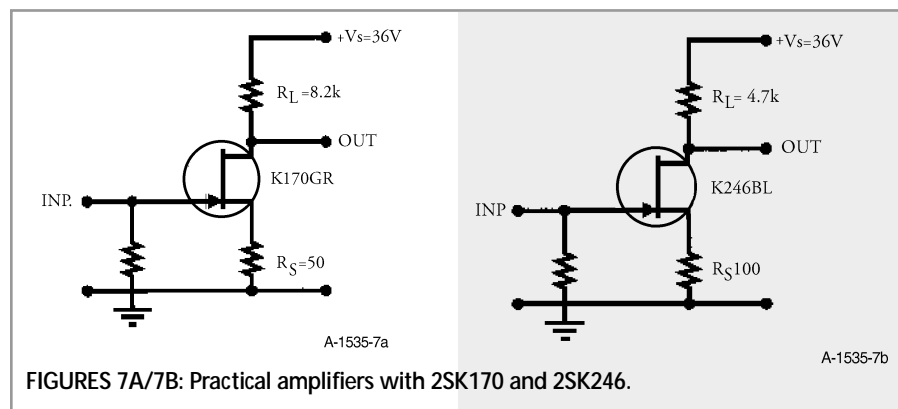 +Vs=36V
RL=8.2k
OUT
K170GR
INP.
RS=50
A-1535-7a
+Vs=36V
RL= 4.7k
OUT
K246BL
INP
RS100
A-1535-7b
FIGURES 7A/7B: Practical amplifiers with 2SK170 and 2SK246.